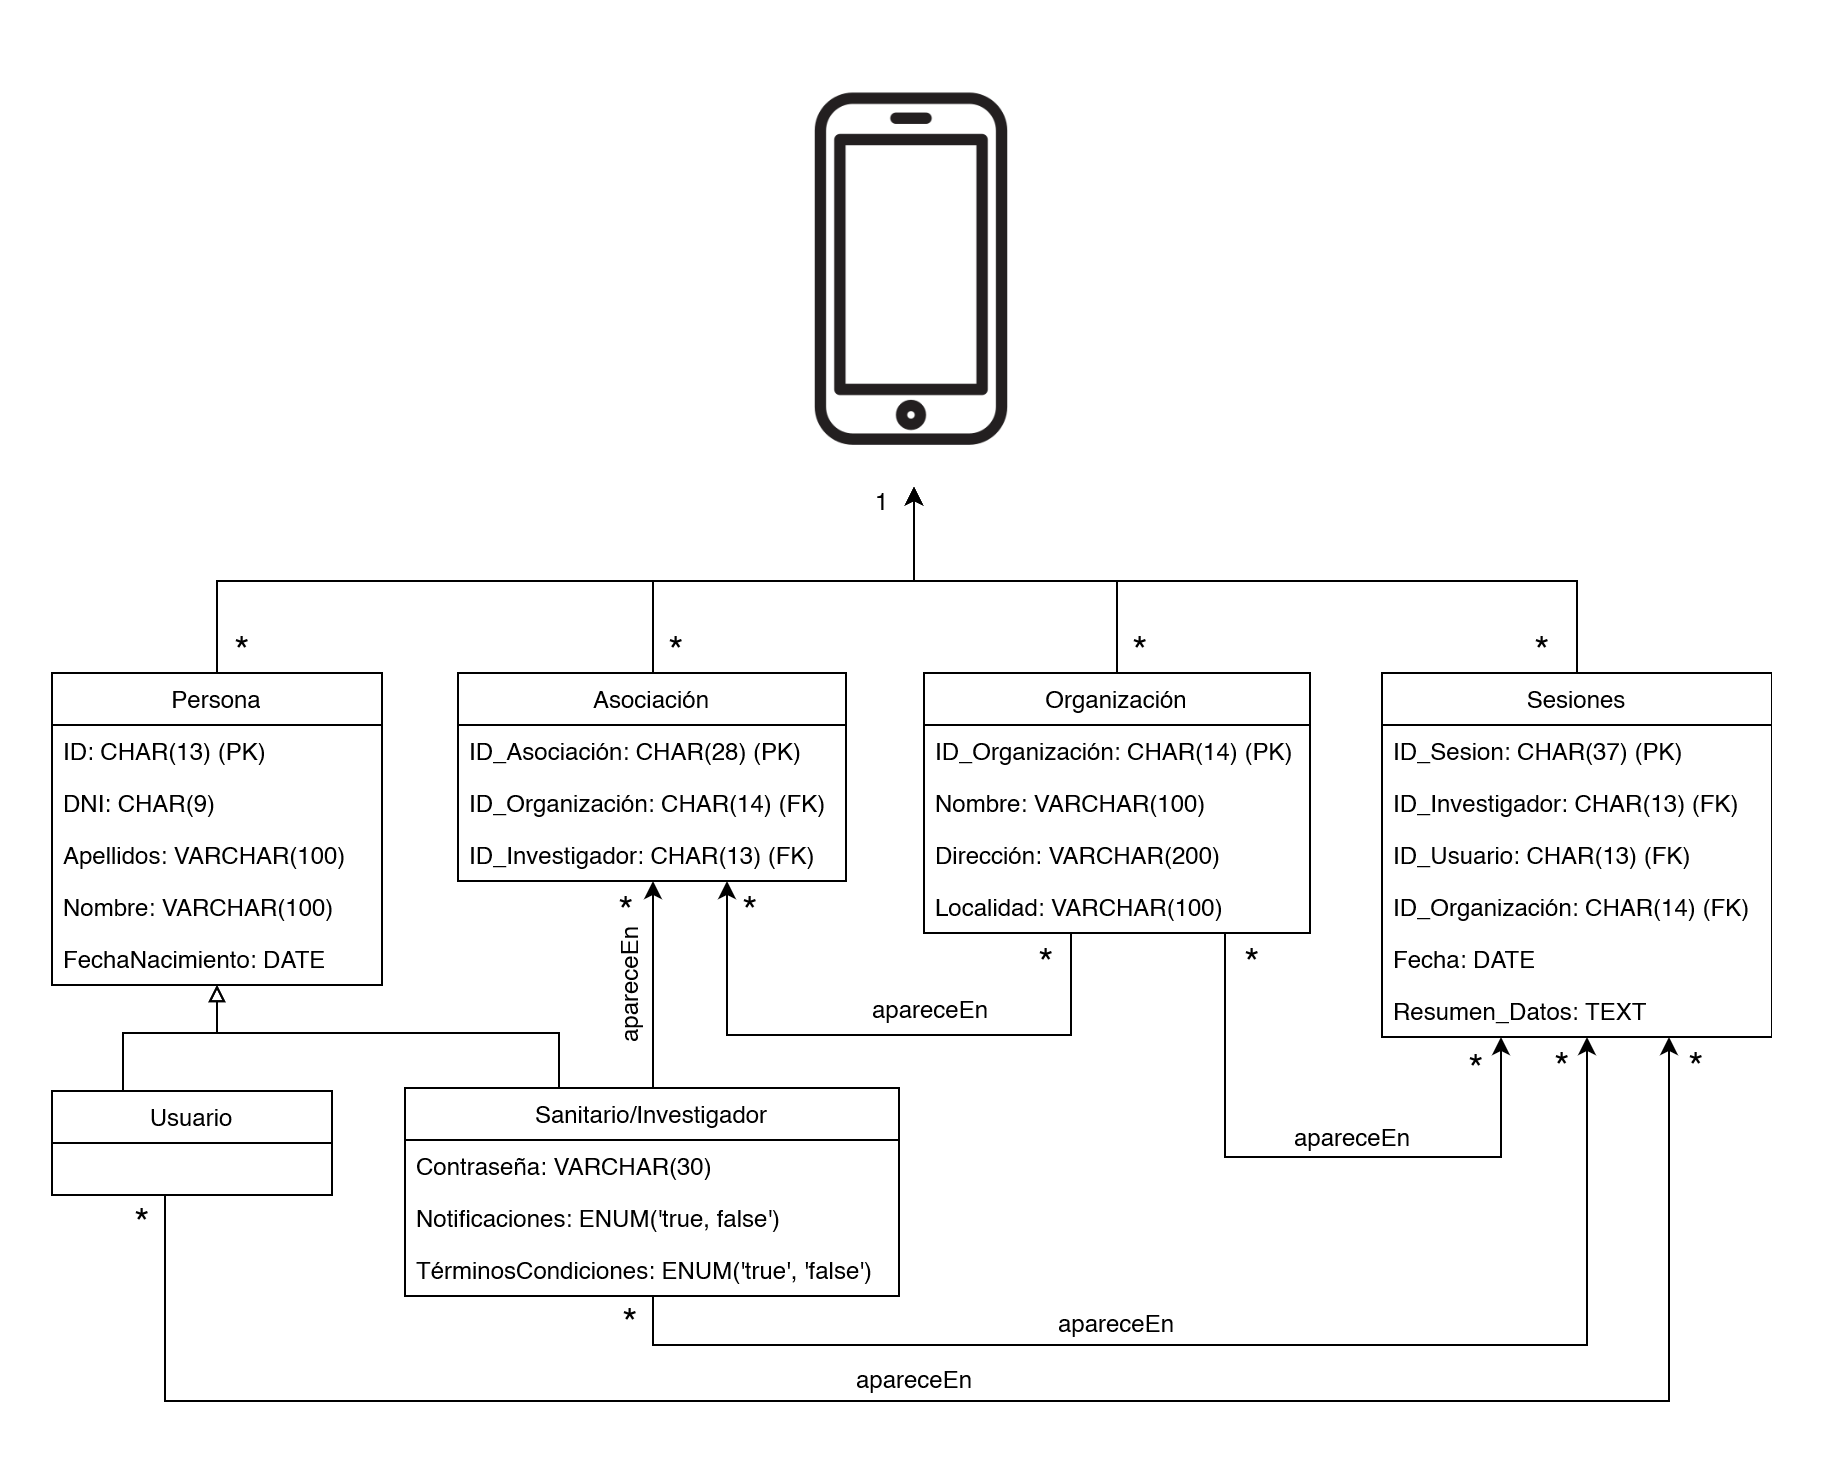 1
*
*
*
*
Persona
ID: CHAR(13) (PK)
DNI: CHAR(9)
Apellidos: VARCHAR(100)
Nombre: VARCHAR(100)
FechaNacimiento: DATE
Asociación
ID_Asociación: CHAR(28) (PK)
ID_Organización: CHAR(14) (FK)
ID_Investigador: CHAR(13) (FK)
Organización
ID_Organización: CHAR(14) (PK)
Nombre: VARCHAR(100)
Dirección: VARCHAR(200)
Localidad: VARCHAR(100)
Sesiones
ID_Sesion: CHAR(37) (PK)
ID_Investigador: CHAR(13) (FK)
ID_Usuario: CHAR(13) (FK)
ID_Organización: CHAR(14) (FK)
Fecha: DATE
Resumen_Datos: TEXT
*
*
*
*
apareceEn
apareceEn
*
*
*
apareceEn
Usuario
*
Sanitario/Investigador
Contraseña: VARCHAR(30)
Notificaciones: ENUM('true, false')
TérminosCondiciones: ENUM('true', 'false')
*
apareceEn
apareceEn